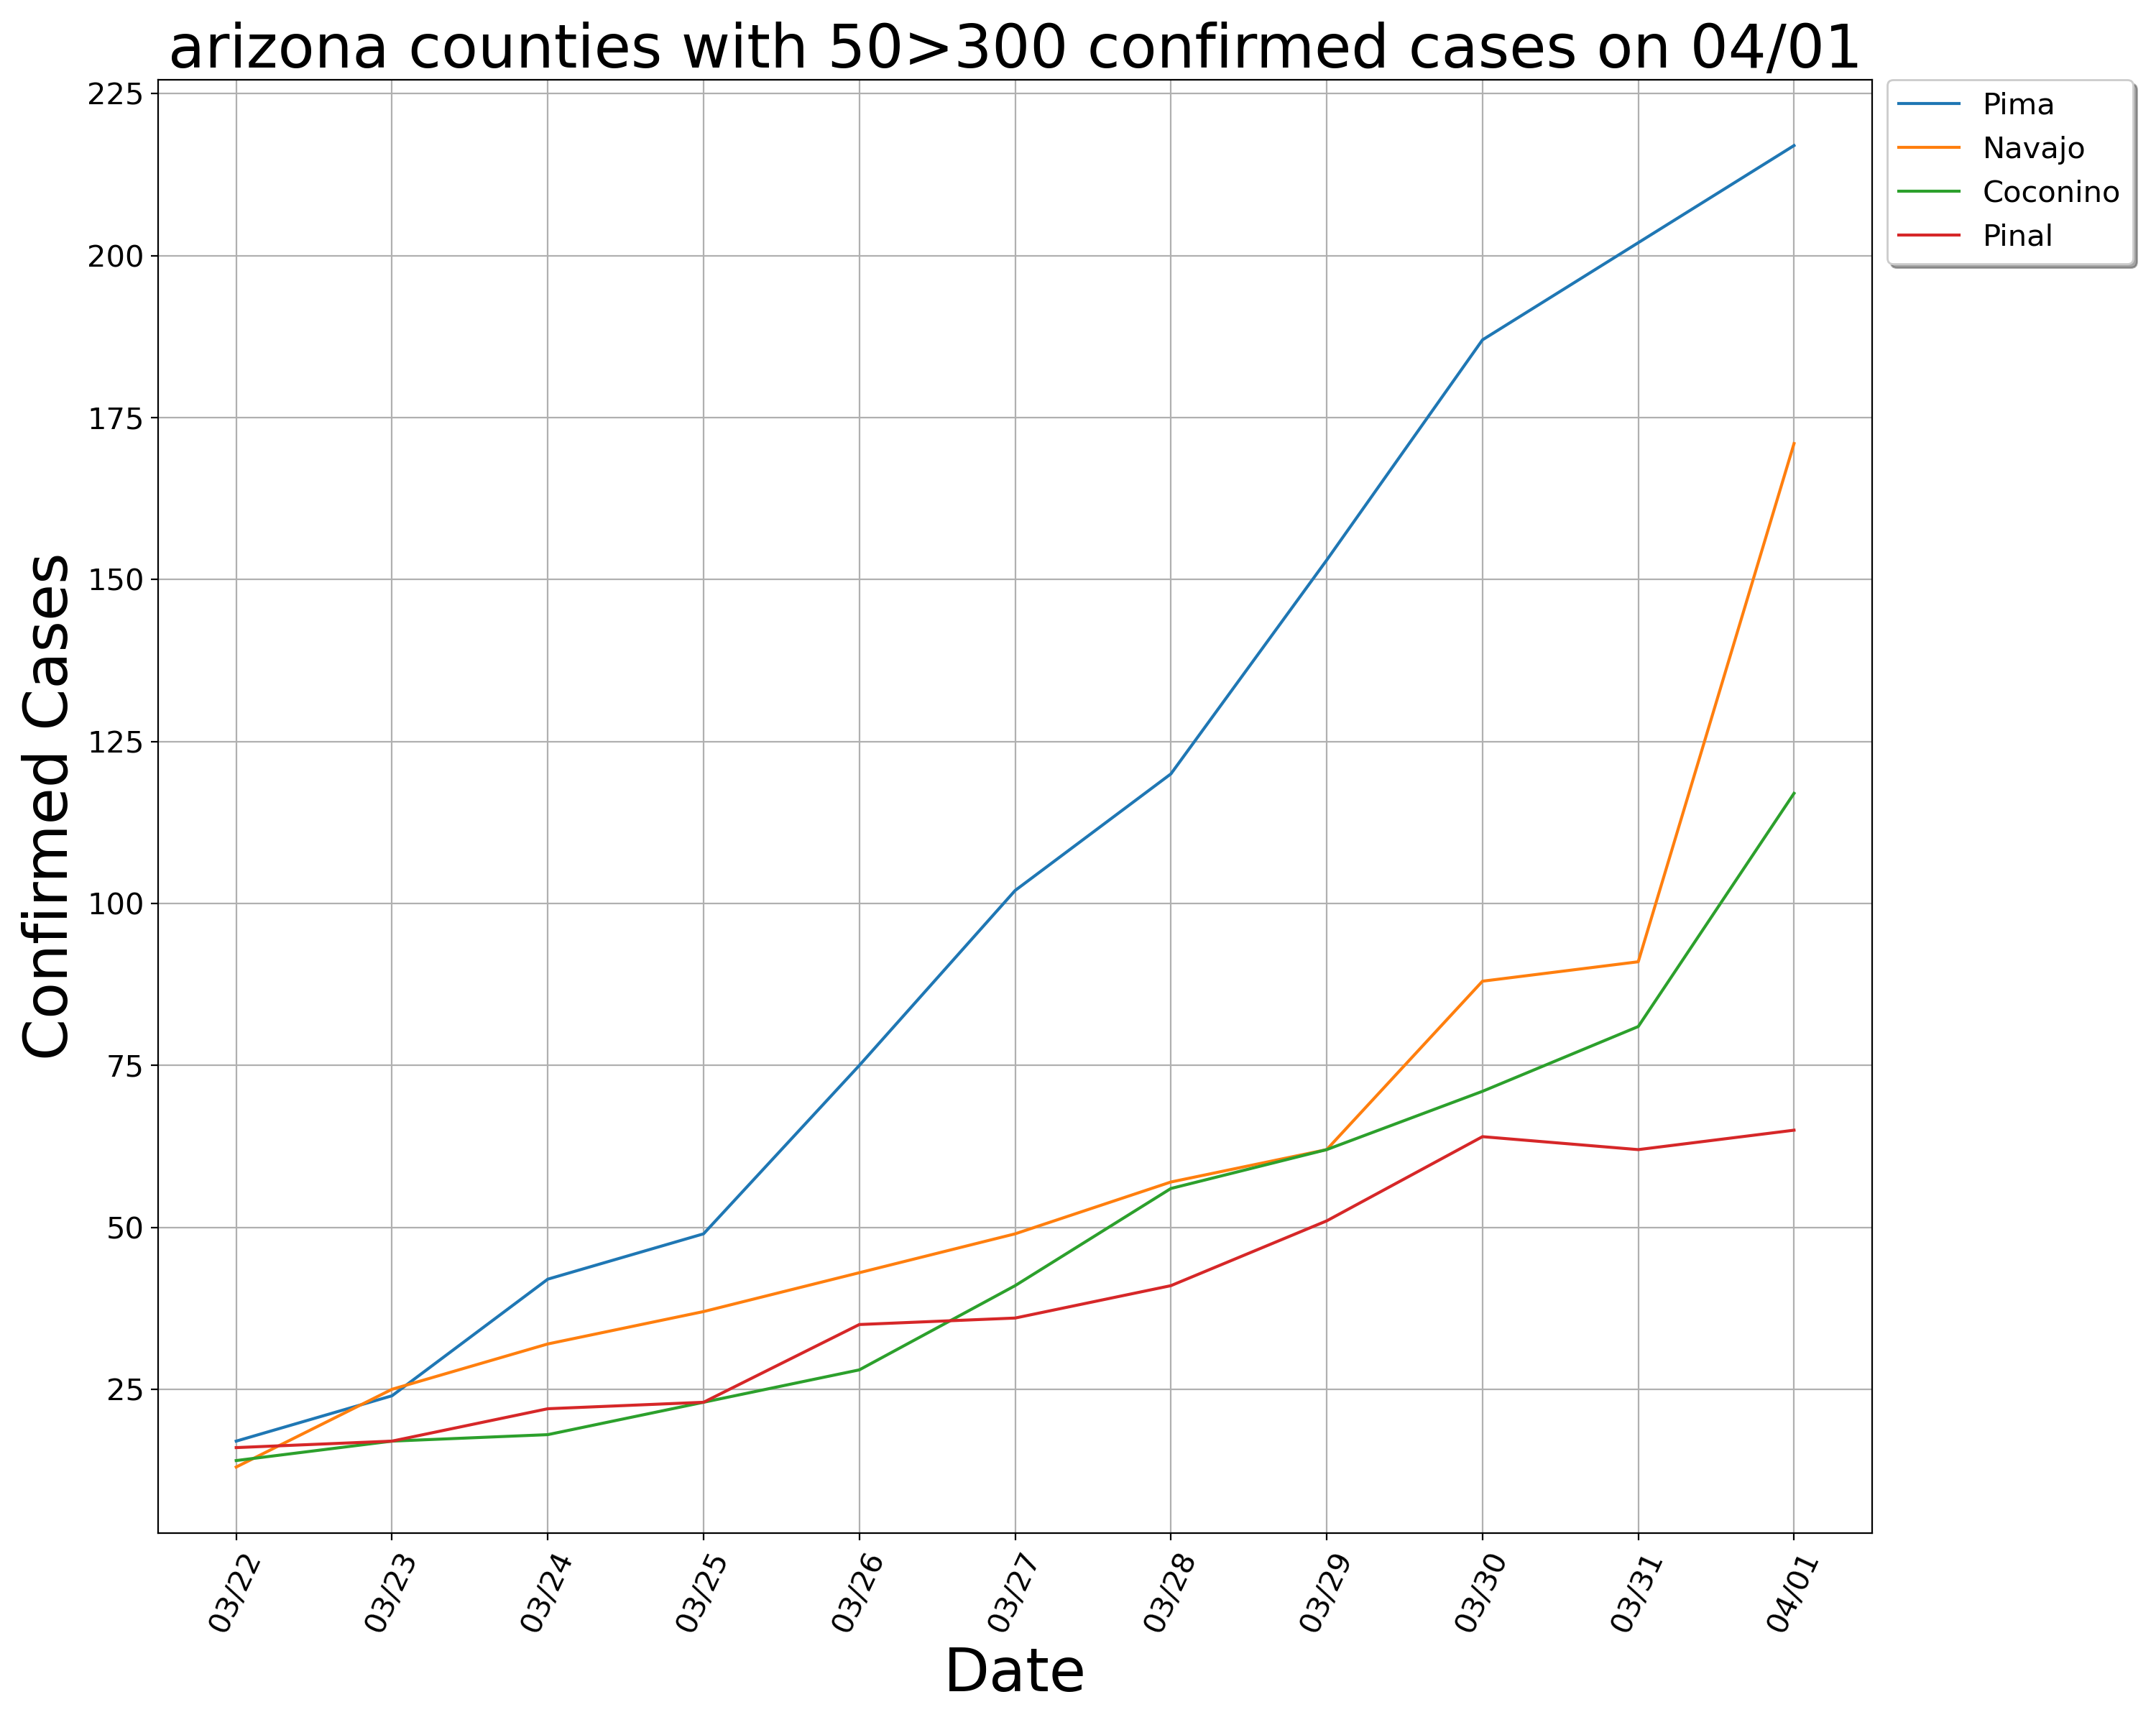 arizona counties with 50>300 confirmed cases on 04/01
Pima
Navajo
Coconino
Pinal
Confirmed Cases
225
200
175
150
125
100
75
50
25
03/22
03/23
03/24
03/25
03/26
03/27
03/28
03/29
03/30
03/31
04/01
Date